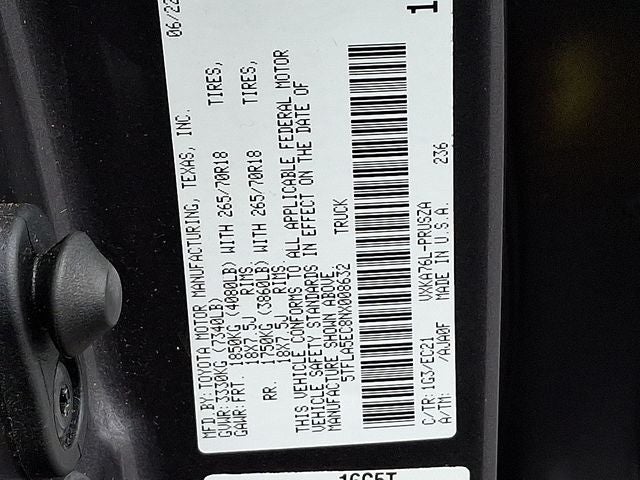 MFD.BY:TOYOTA MOTOR MANUFACTURING, TEXAS, INC. 06/22
GVWR:3330KG (7340LB)
GAWR:FRT. 1850KG (4080LB) WITH 265/70R18 TIRES,
18X7.5J RIMS.
RR. 1750KG (3860LB) WITH 265/70R18 TIRES,
18X7.5J RIMS.
THIS VEHICLE CONFORMS TO ALL APPLICABLE FEDERAL MOTOR
VEHICLE SAFETY STANDARDS IN EFFECT ON THE DATE OF
MANUFACTURE SHOWN ABOVE.
5TFLA5EC8NX008632 TRUCK
1
C/TR:1G3/EC21 VXKA76L-PRUSZA
A/TM: /AJA0F MADE IN U.S.A. 236